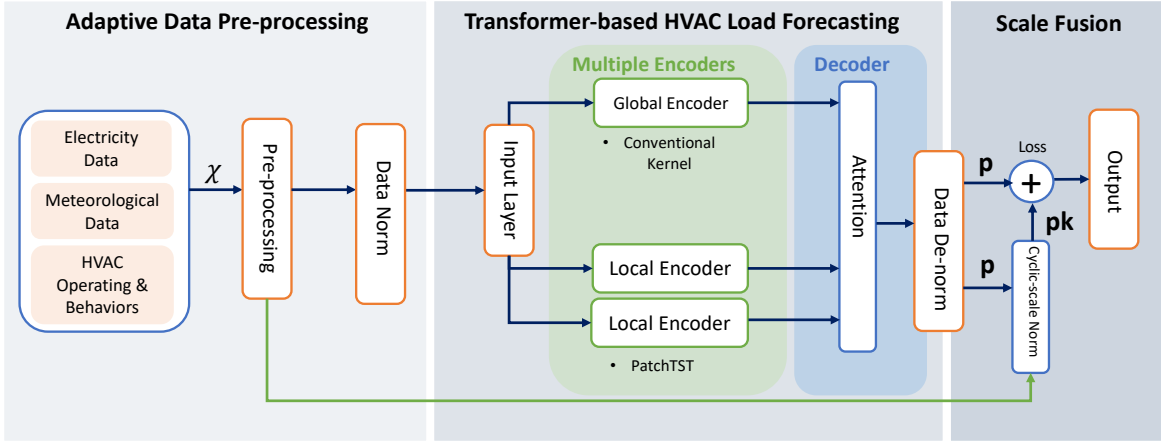 Adaptive Data Pre-processing
Transformer-based HVAC Load Forecasting
Scale Fusion
Multiple Encoders
Decoder
Electricity
Data
Meteorological
Data
HVAC
Operating &
Behaviors
χ
Pre-processing
Data Norm
Input Layer
Global Encoder
• Conventional
Kernel
Local Encoder
Local Encoder
• PatchTST
Attention
Data De-norm
p
p
Loss
+
pk
Cyclic-scale Norm
Output